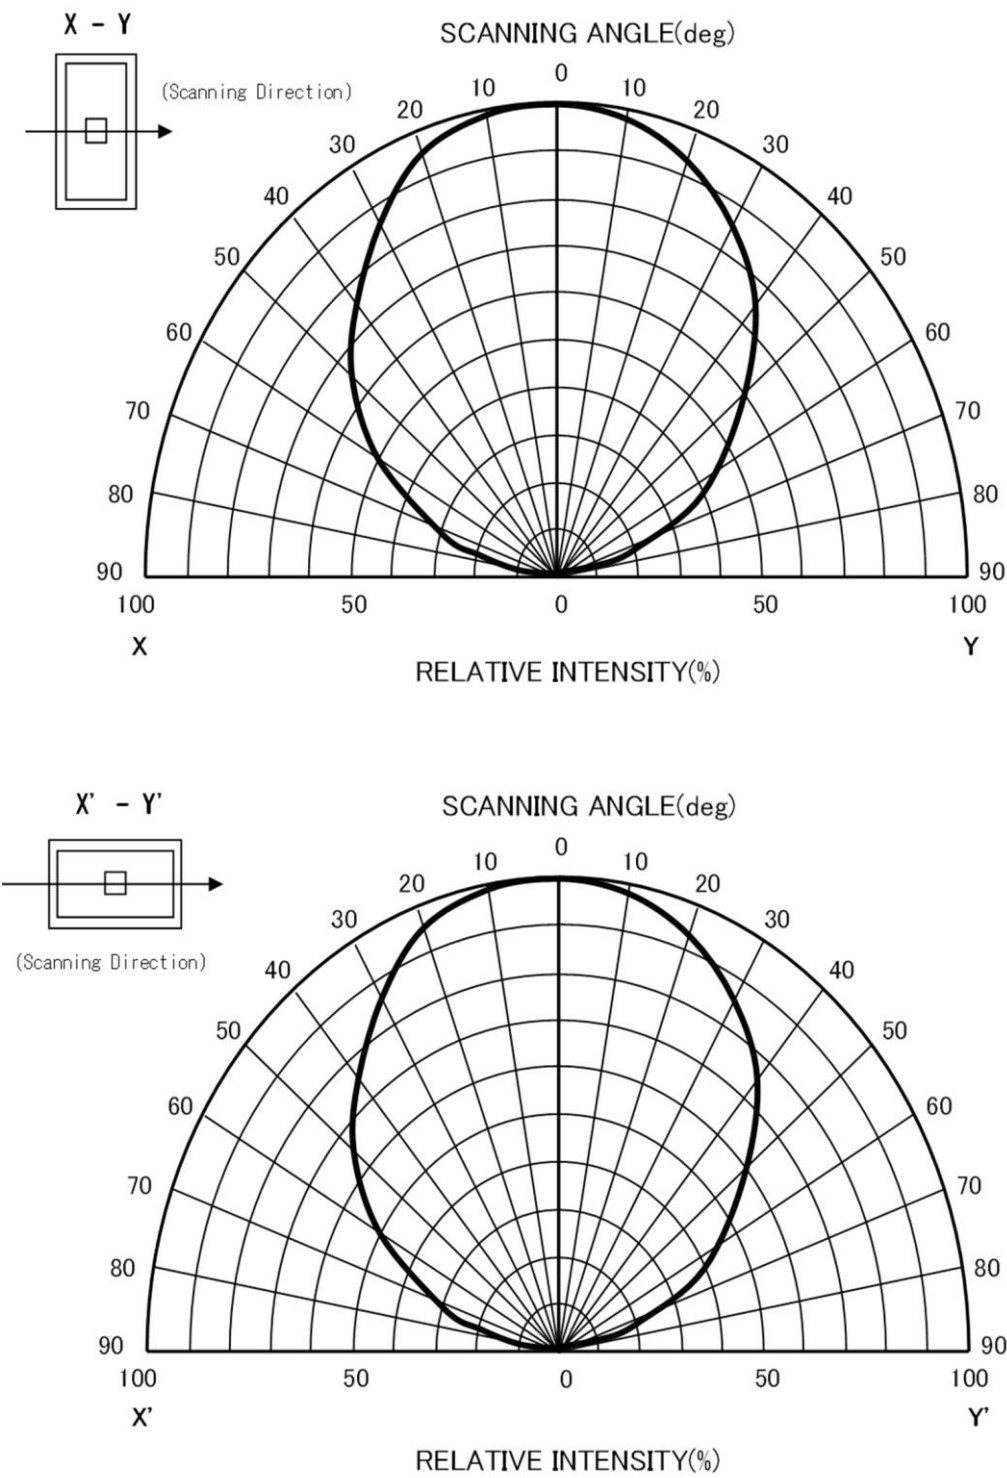 X - Y
SCANNING ANGLE(deg)
(Scanning Direction)
0
10 10
20 20
30 30
40 40
50 50
60 60
70 70
80 80
90 90
100 50 0 50 100
X Y
RELATIVE INTENSITY(%)
X' - Y'
SCANNING ANGLE(deg)
0
10 10
20 20
30 30
(Scanning Direction)
40 40
50 50
60 60
70 70
80 80
90 90
100 50 0 50 100
X' Y'
RELATIVE INTENSITY(%)